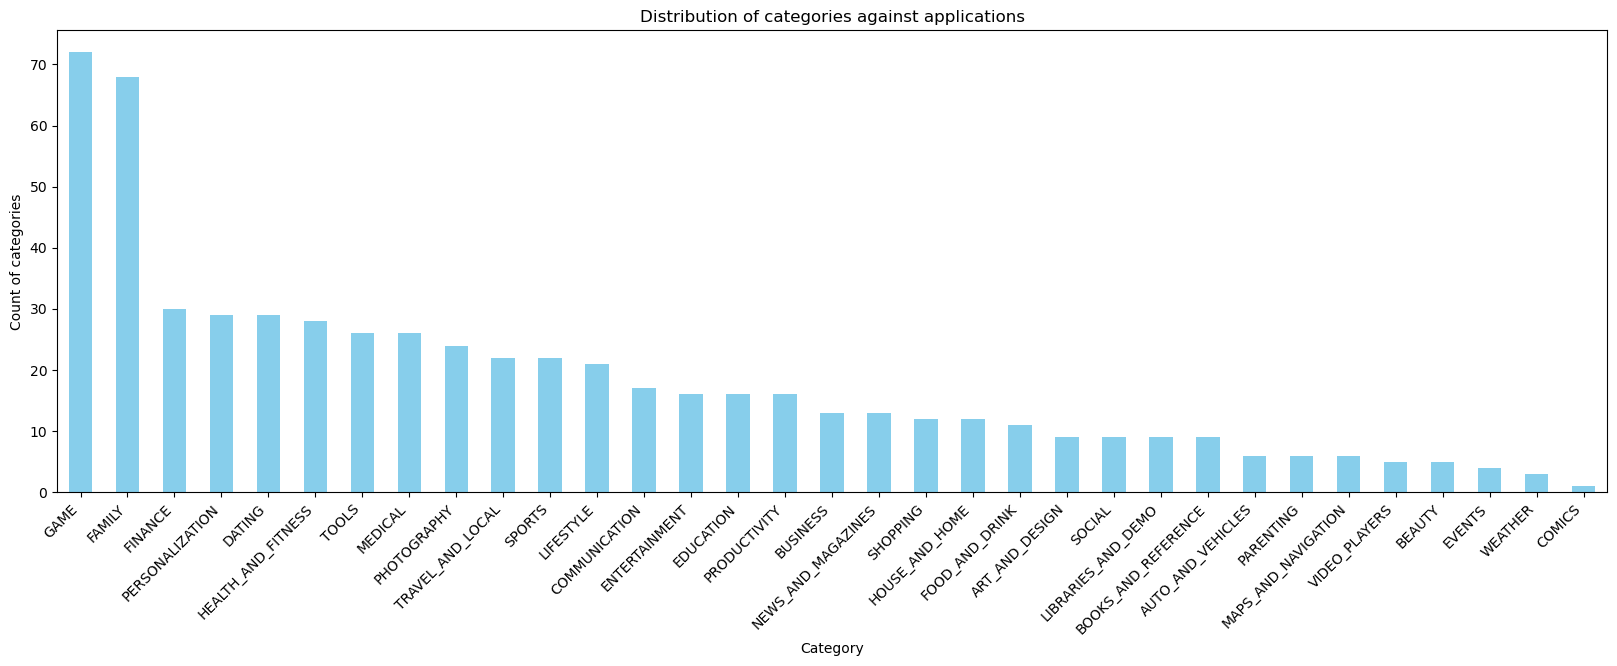 Distribution of categories against applications
Count of categories
70
60
50
40
30
20
10
0
GAME
FAMILY
FINANCE
PERSONALIZATION
DATING
HEALTH_AND_FITNESS
TOOLS
MEDICAL
PHOTOGRAPHY
TRAVEL_AND_LOCAL
SPORTS
LIFESTYLE
COMMUNICATION
ENTERTAINMENT
EDUCATION
PRODUCTIVITY
BUSINESS
NEWS_AND_MAGAZINES
SHOPPING
HOUSE_AND_HOME
FOOD_AND_DRINK
ART_AND_DESIGN
SOCIAL
LIBRARIES_AND_DEMO
BOOKS_AND_REFERENCE
AUTO_AND_VEHICLES
PARENTING
MAPS_AND_NAVIGATION
VIDEO_PLAYERS
BEAUTY
EVENTS
WEATHER
COMICS
Category